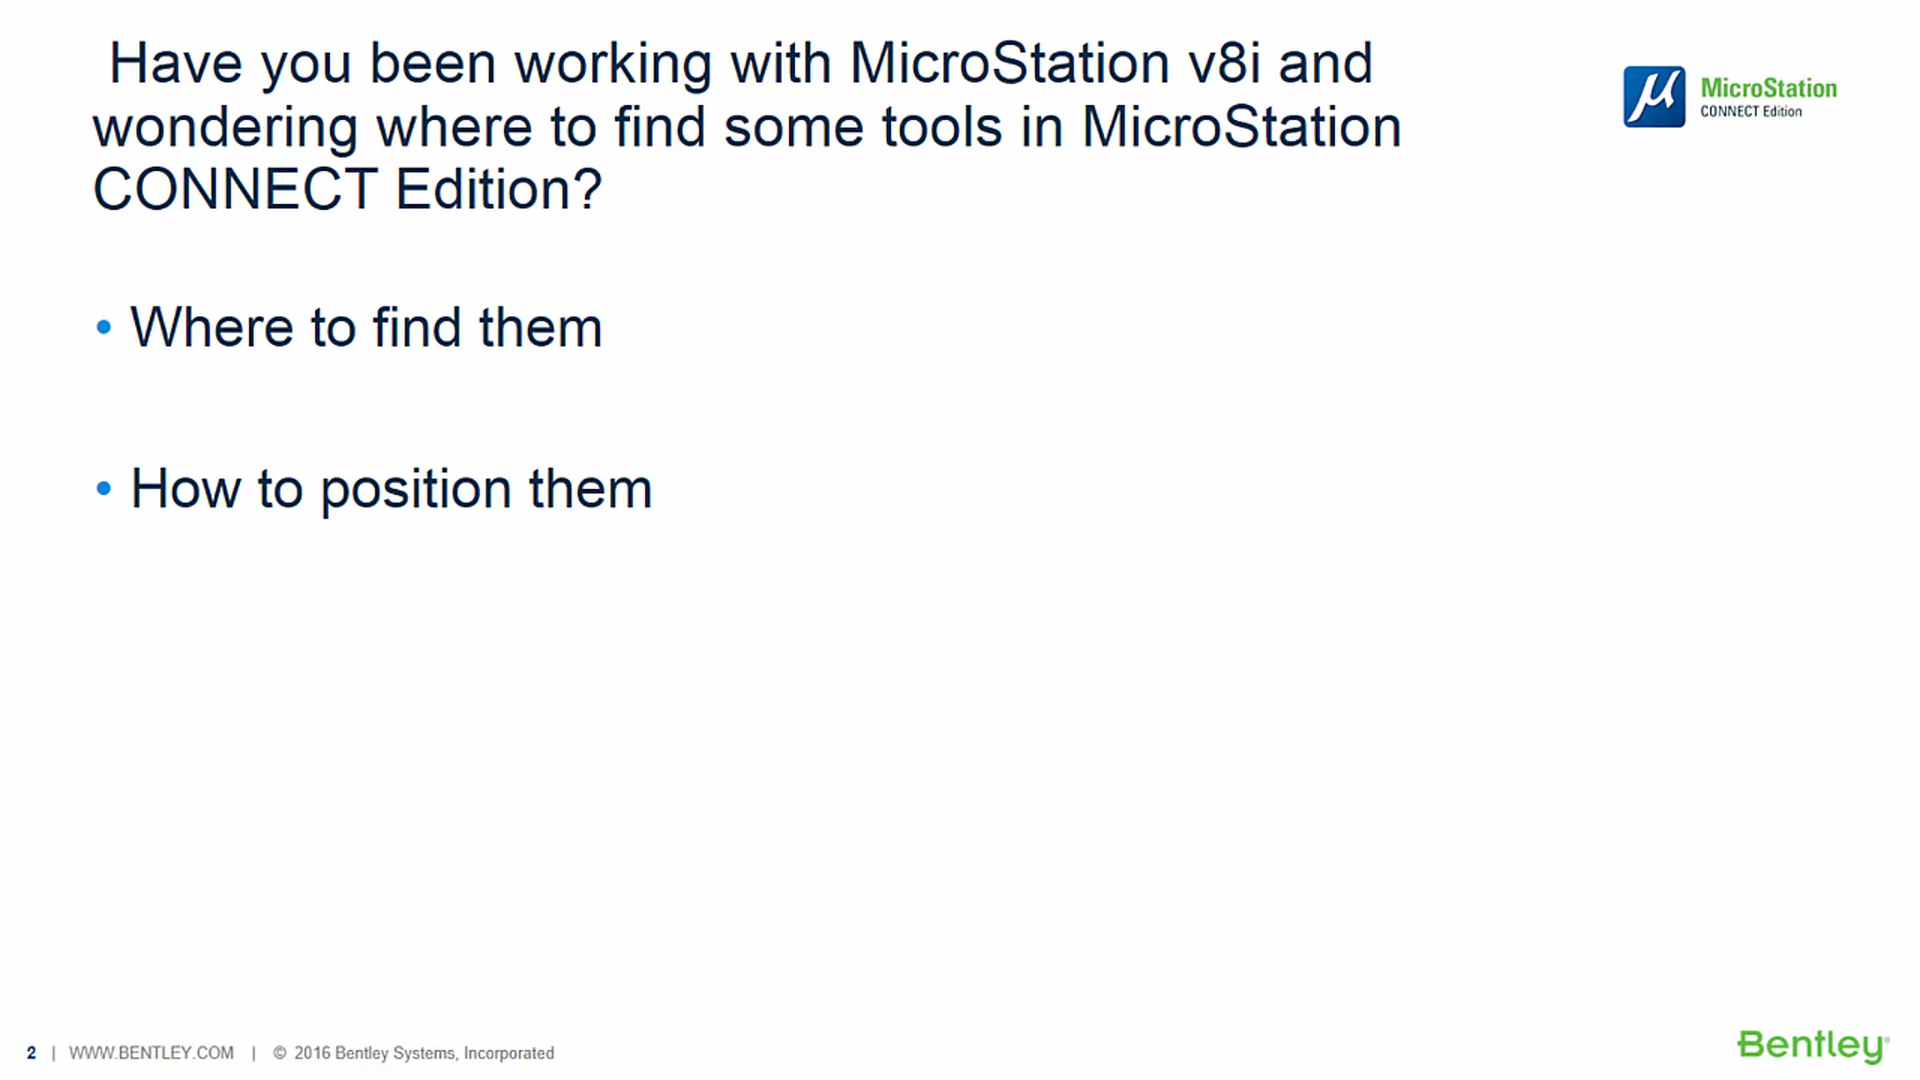 Have you been working with MicroStation v8i and
wondering where to find some tools in MicroStation
CONNECT Edition?
MicroStation
CONNECT Edition
• Where to find them
• How to position them
2 | WWW.BENTLEY.COM | © 2016 Bentley Systems, Incorporated
Bentley®